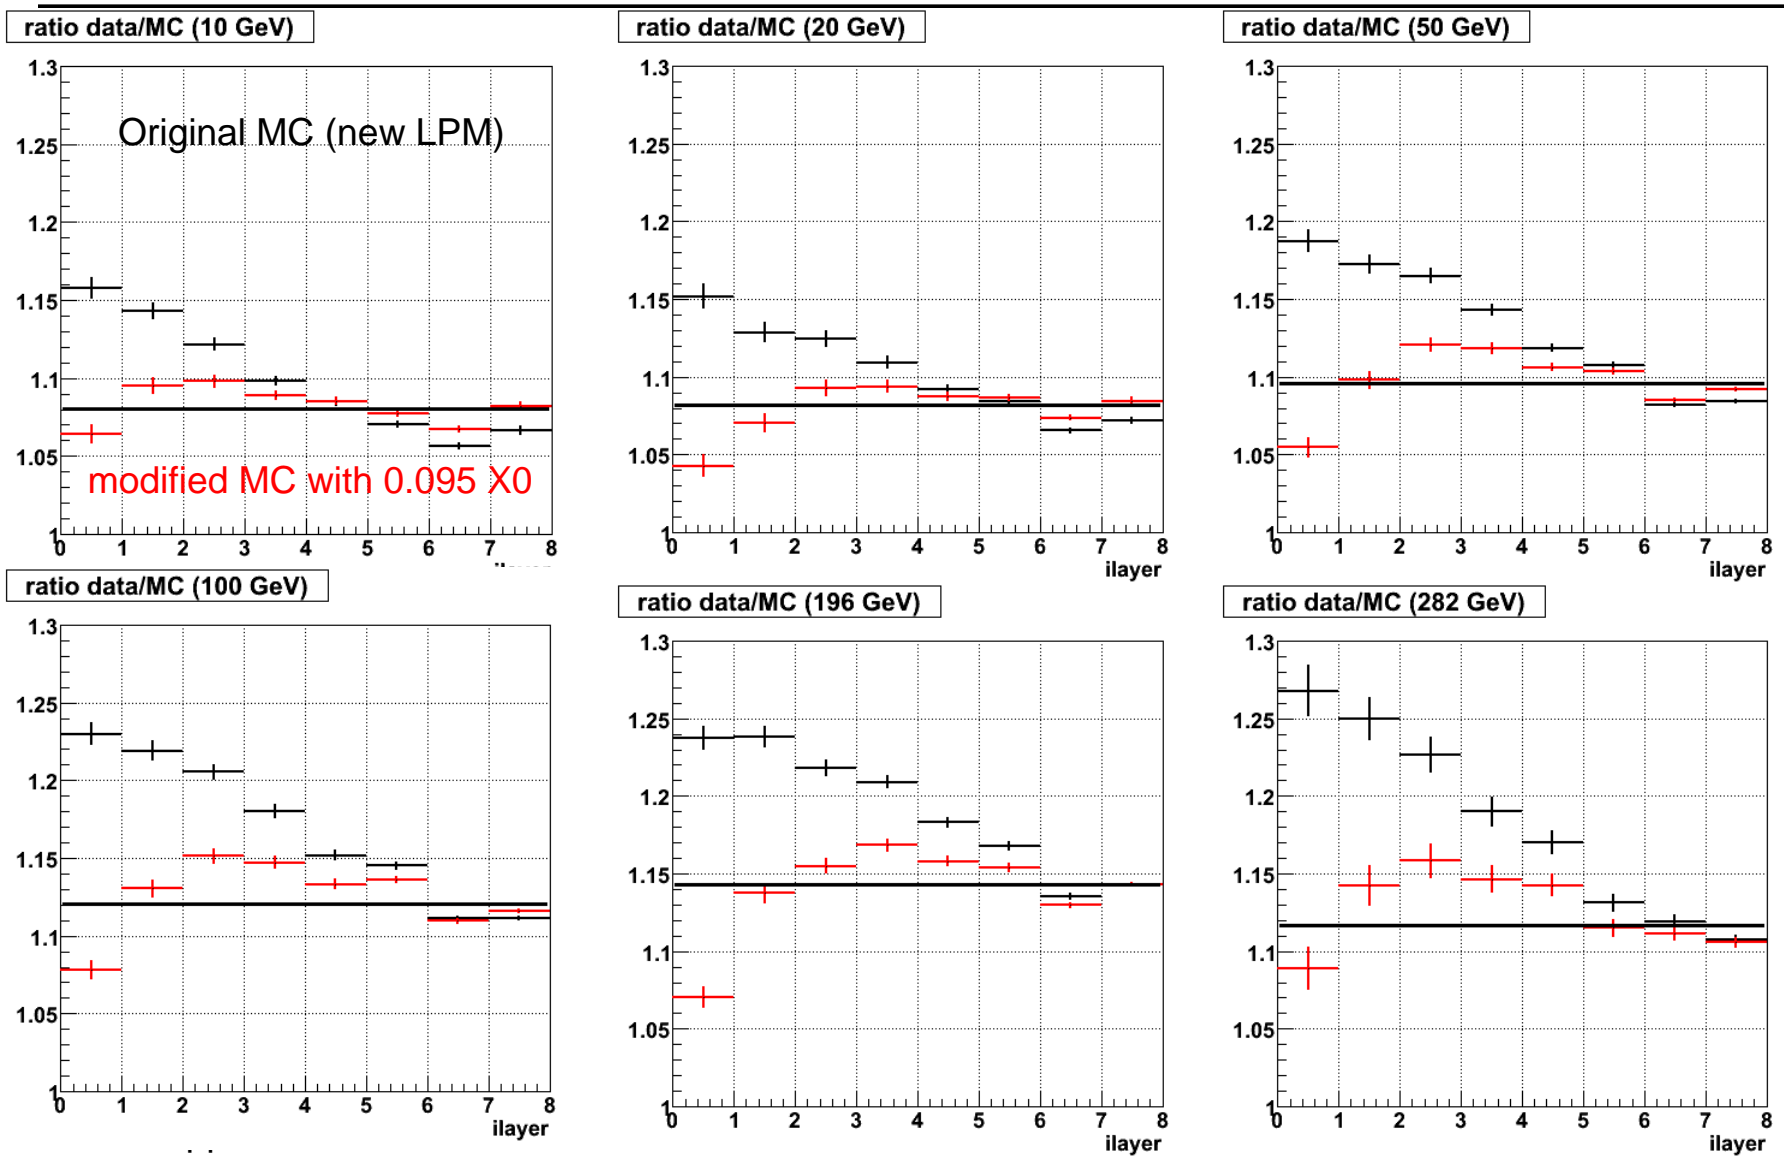 ratio data/MC (10 GeV)
1.3
1.25
1.2
1.15
1.1
1.05
1
Original MC (new LPM)
modified MC with 0.095 X0
0 1 2 3 4 5 6 7 8
ilayer
ratio data/MC (20 GeV)
1.3
1.25
1.2
1.15
1.1
1.05
1
0 1 2 3 4 5 6 7 8
ilayer
ratio data/MC (50 GeV)
1.3
1.25
1.2
1.15
1.1
1.05
1
0 1 2 3 4 5 6 7 8
ilayer
ratio data/MC (100 GeV)
1.3
1.25
1.2
1.15
1.1
1.05
1
0 1 2 3 4 5 6 7 8
ilayer
ratio data/MC (196 GeV)
1.3
1.25
1.2
1.15
1.1
1.05
1
0 1 2 3 4 5 6 7 8
ilayer
ratio data/MC (282 GeV)
1.3
1.25
1.2
1.15
1.1
1.05
1
0 1 2 3 4 5 6 7 8
ilayer